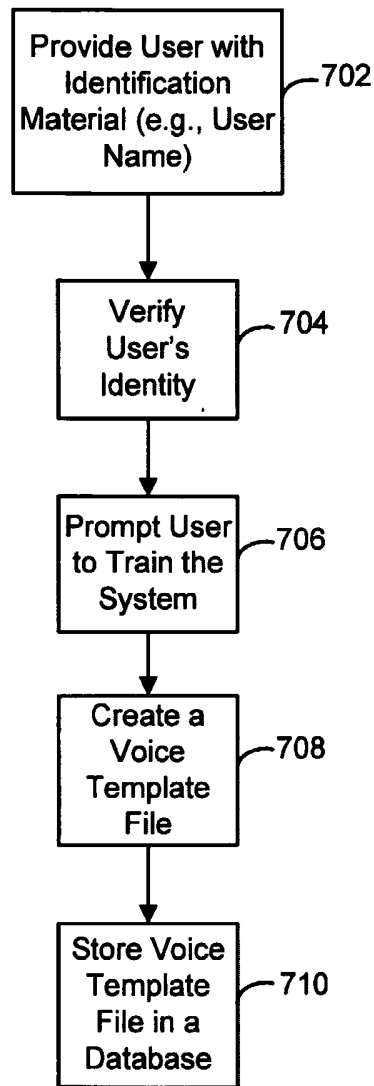 Provide User with
Identification
Material (e.g., User
Name)
702
Verify
User's
Identity
704
Prompt User
to Train the
System
706
Create a
Voice
Template
File
708
Store Voice
Template
File in a
Database
710